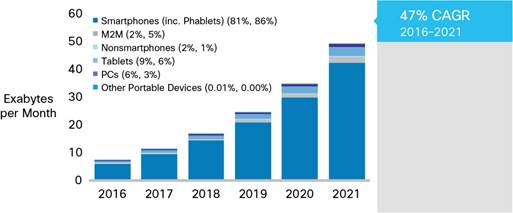 60
50
40
30
20
10
0
Exabytes
per Month
Smartphones (inc. Phablets) (81%, 86%)
M2M (2%, 5%)
Nonsmartphones (2%, 1%)
Tablets (9%, 6%)
PCs (6%, 3%)
Other Portable Devices (0.01%, 0.00%)
2016 2017 2018 2019 2020 2021
47% CAGR
2016–2021